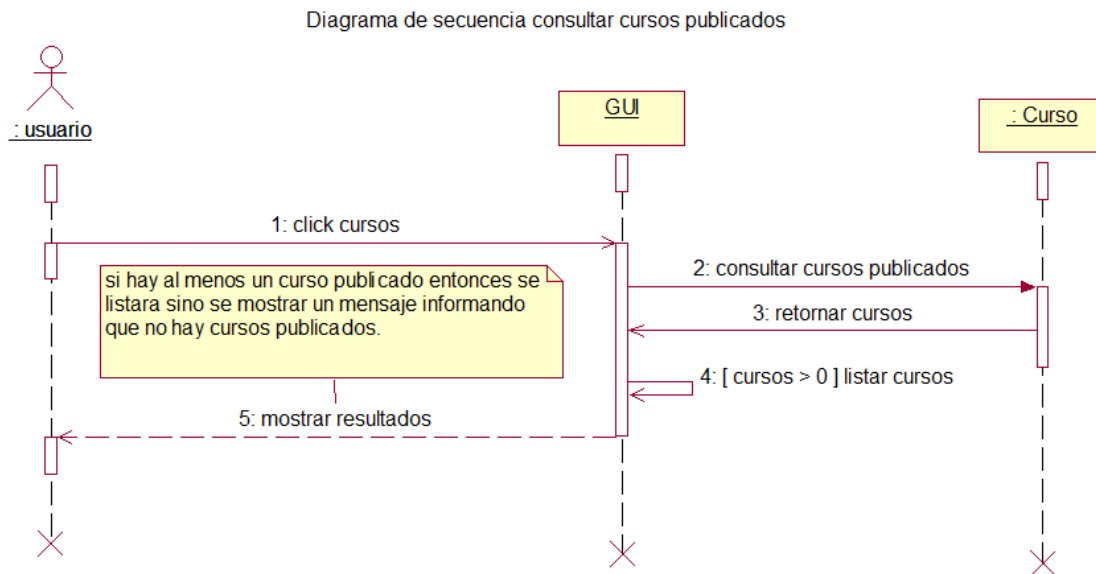 Diagrama de secuencia consultar cursos publicados
: usuario
GUI
: Curso
1: click cursos
si hay al menos un curso publicado entonces se
listara sino se mostrar un mensaje informando
que no hay cursos publicados.
2: consultar cursos publicados
3: retornar cursos
4: [ cursos > 0 ] listar cursos
5: mostrar resultados